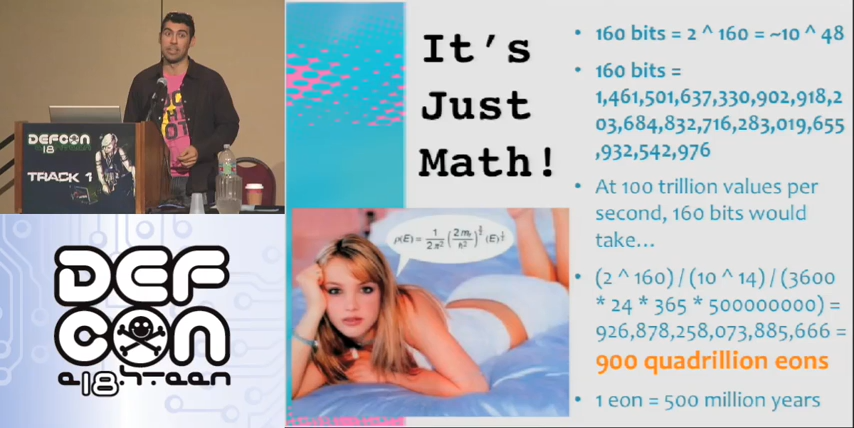 DEFCON
18
TRACK 1
DEF
CON
e18hteen
It's
Just
Math!
• 160 bits = 2 ^ 160 = ~10 ^ 48
• 160 bits =
1,461,501,637,330,902,918,2
03,684,832,716,283,019,655
,932,542,976
• At 100 trillion values per
second, 160 bits would
take…
• (2 ^ 160) / (10 ^ 14) / (3600
* 24 * 365 * 500000000) =
926,878,258,073,885,666 =
900 quadrillion eons
• 1 eon = 500 million years